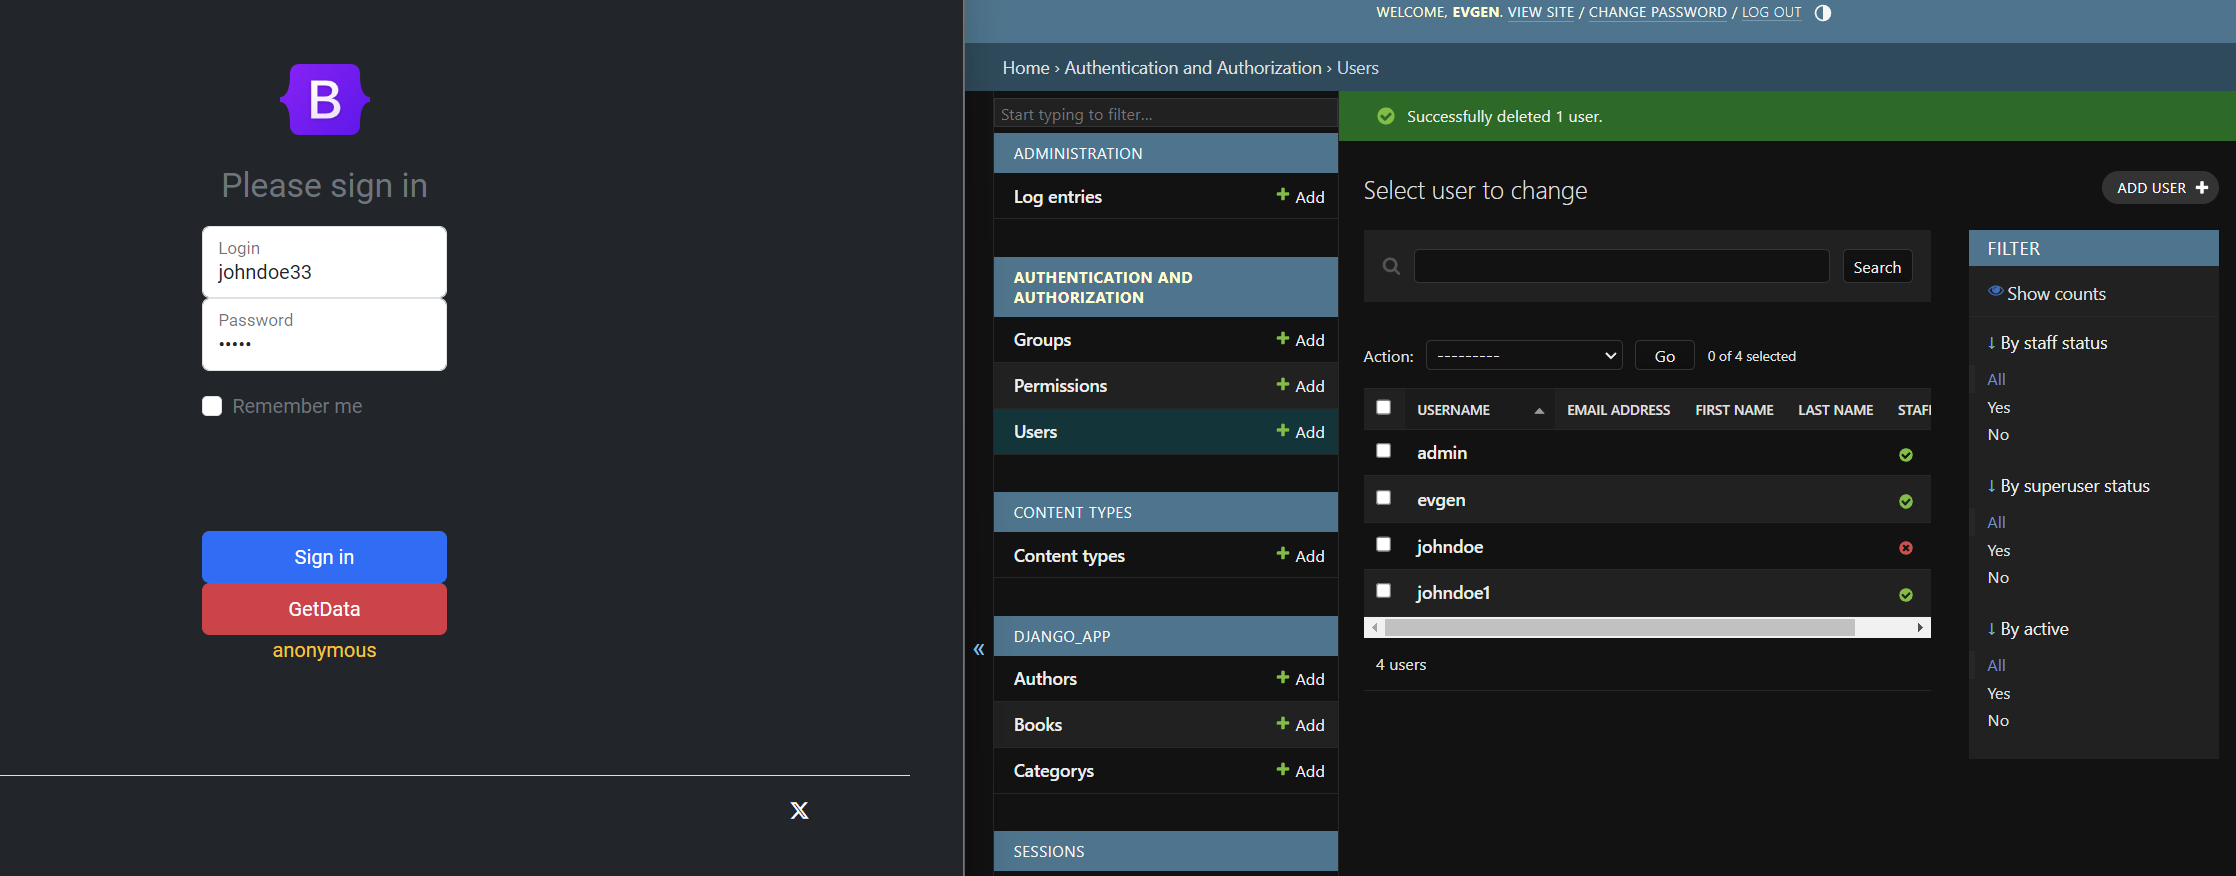 B
Please sign in
Login
johndoe33
Password
•••••
Remember me
Sign in
GetData
anonymous
X
WELCOME, EVGEN. VIEW SITE / CHANGE PASSWORD / LOG OUT
Home › Authentication and Authorization › Users
Start typing to filter...
ADMINISTRATION
Log entries + Add
AUTHENTICATION AND
AUTHORIZATION
Groups + Add
Permissions + Add
Users + Add
CONTENT TYPES
Content types + Add
DJANGO_APP
Authors + Add
Books + Add
Categorys + Add
SESSIONS
«
Successfully deleted 1 user.
Select user to change
ADD USER +
Search
Action: --------- Go 0 of 4 selected
USERNAME EMAIL ADDRESS FIRST NAME LAST NAME STAF
admin
evgen
johndoe
johndoe1
4 users
FILTER
Show counts
↓ By staff status
All
Yes
No
↓ By superuser status
All
Yes
No
↓ By active
All
Yes
No